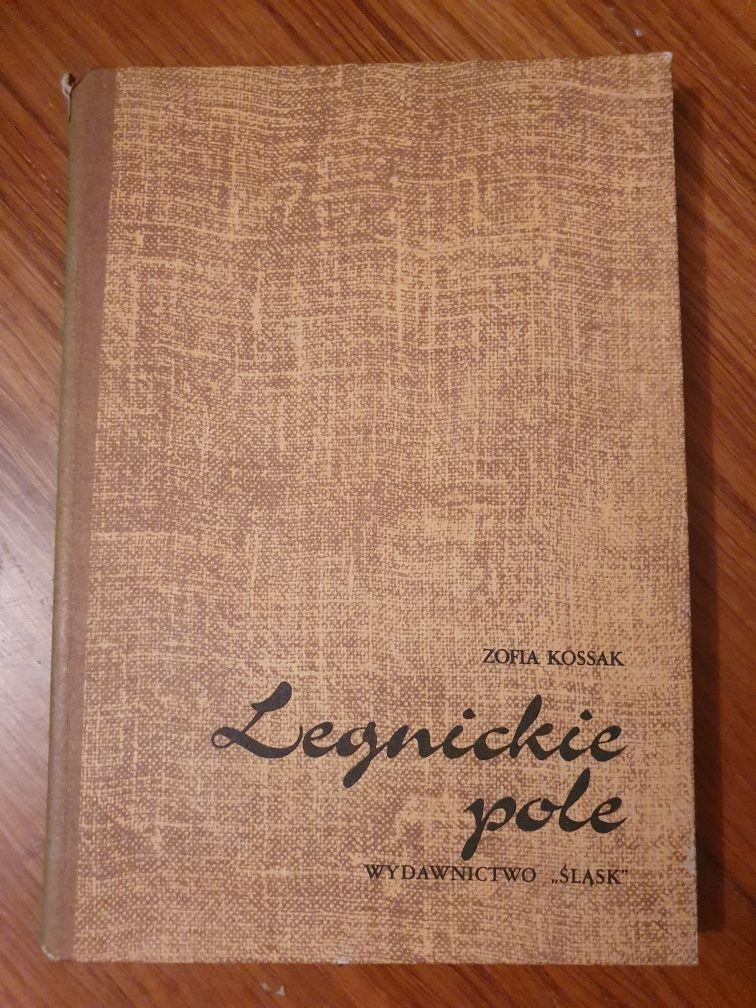 ZOFIA KOSSAK
Legnickie
pole
WYDAWNICTWO „ŚLĄSK”